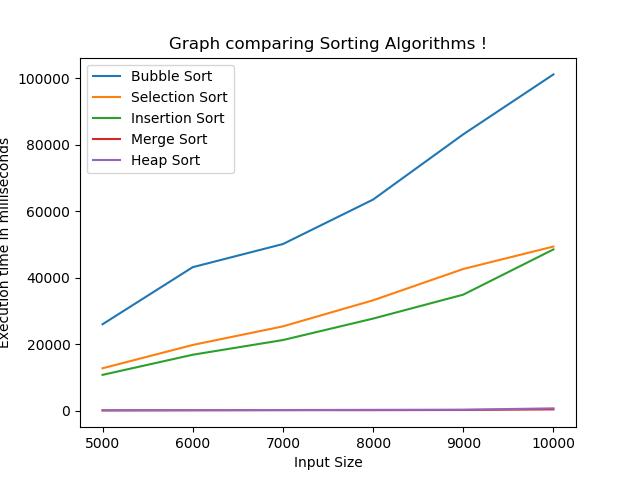 Graph comparing Sorting Algorithms !
Bubble Sort
Selection Sort
Insertion Sort
Merge Sort
Heap Sort
100000
80000
60000
40000
20000
0
Execution time in milliseconds
5000 6000 7000 8000 9000 10000
Input Size